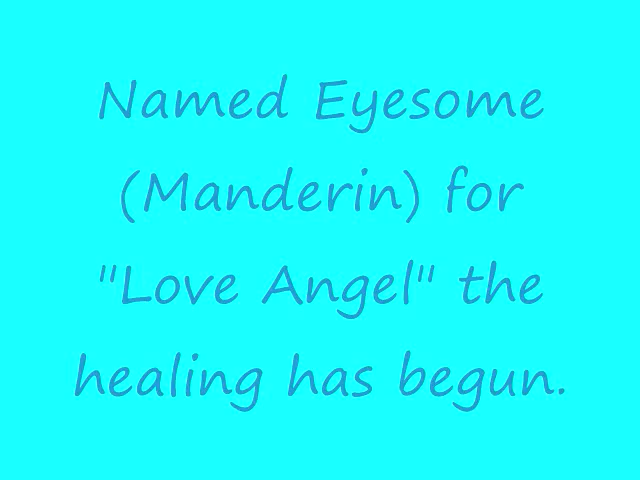 Named Eyesome
(Manderin) for
"Love Angel" the
healing has begun.